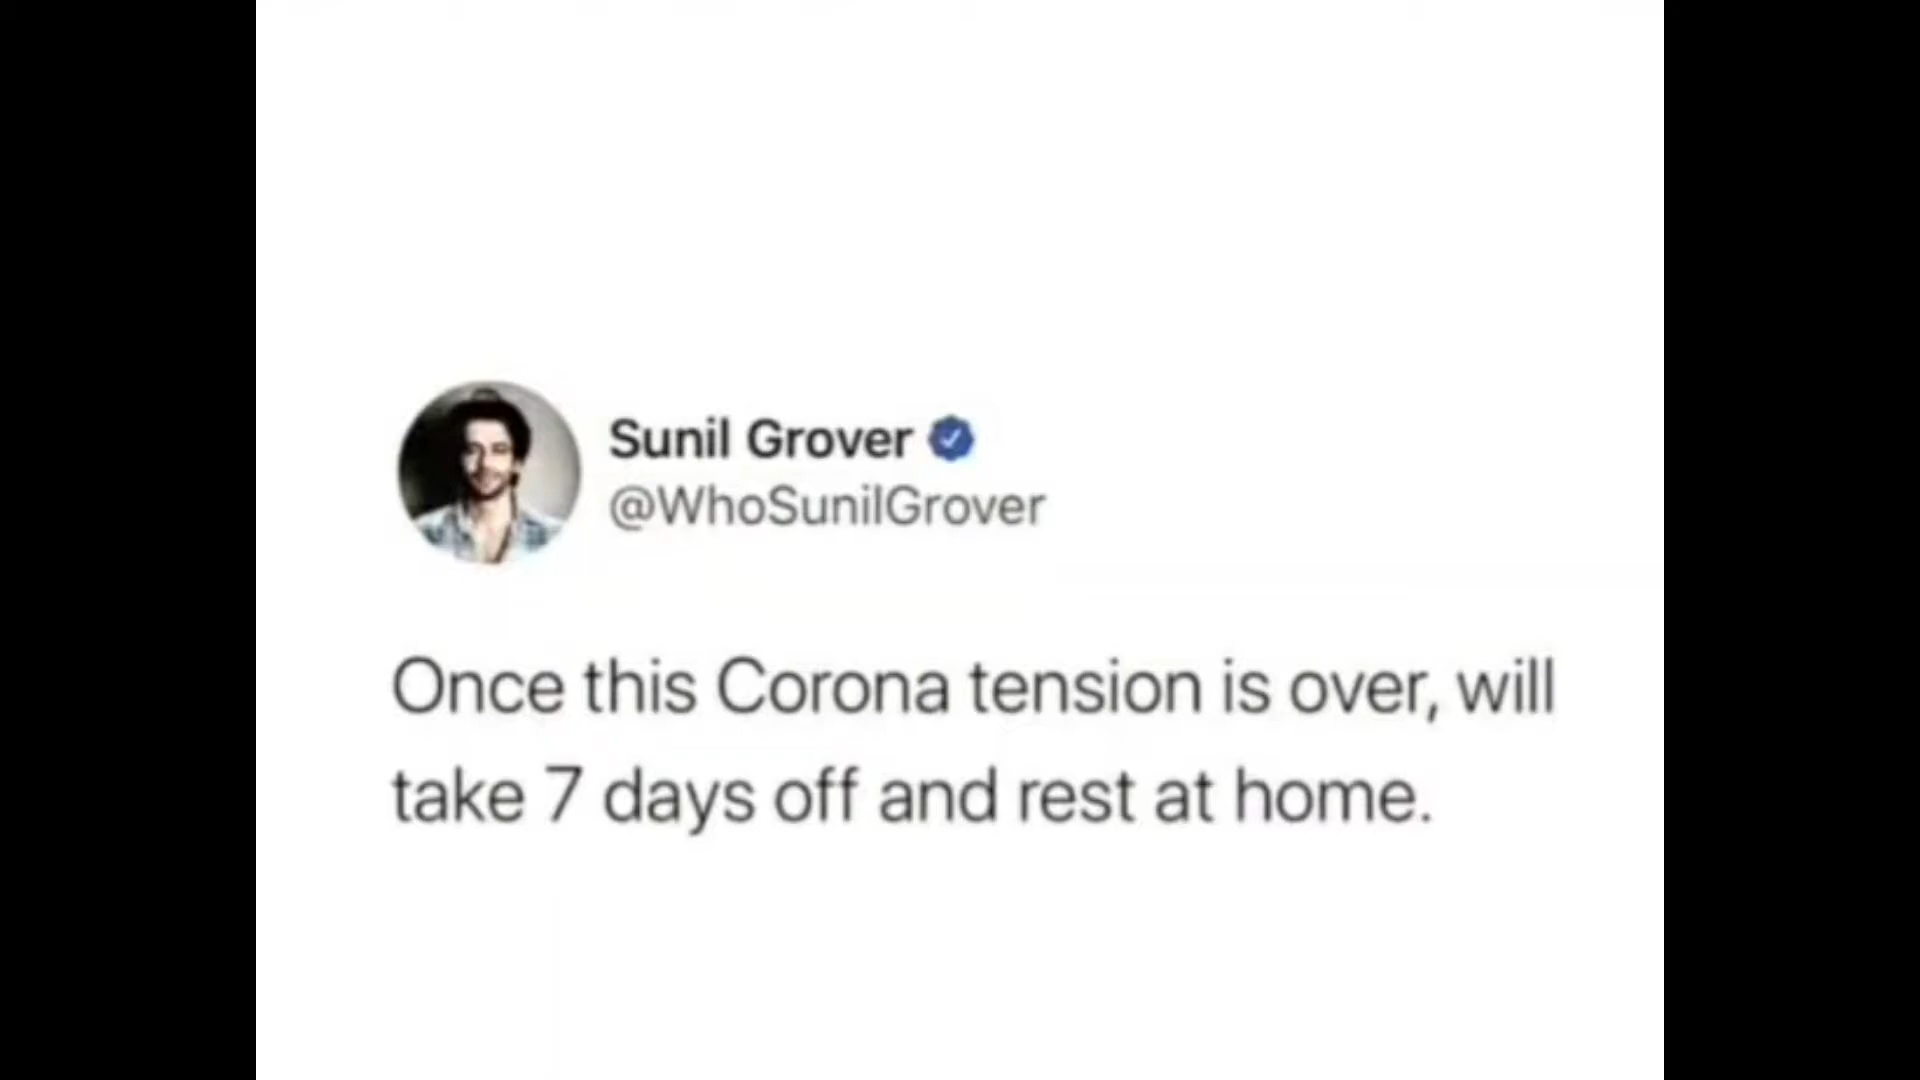 Sunil Grover
@WhoSunilGrover
Once this Corona tension is over, will
take 7 days off and rest at home.